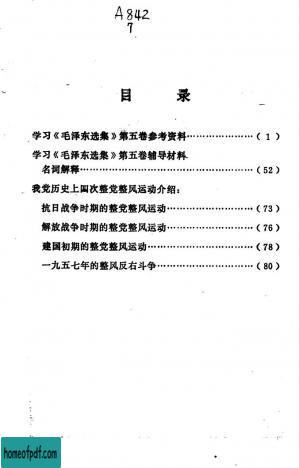 A842
7
目 录
学习《毛泽东选集》第五卷参考资料…………………（1）
学习《毛泽东选集》第五卷辅导材料
名词解释…………………………（52）
我党历史上四次整党整风运动介绍：
抗日战争时期的整党整风运动………………（73）
解放战争时期的整党整风运动………………（76）
建国初期的整党整风运动……………………（78）
一九五七年的整风反右斗争…………………（80）
homeofpdf.com